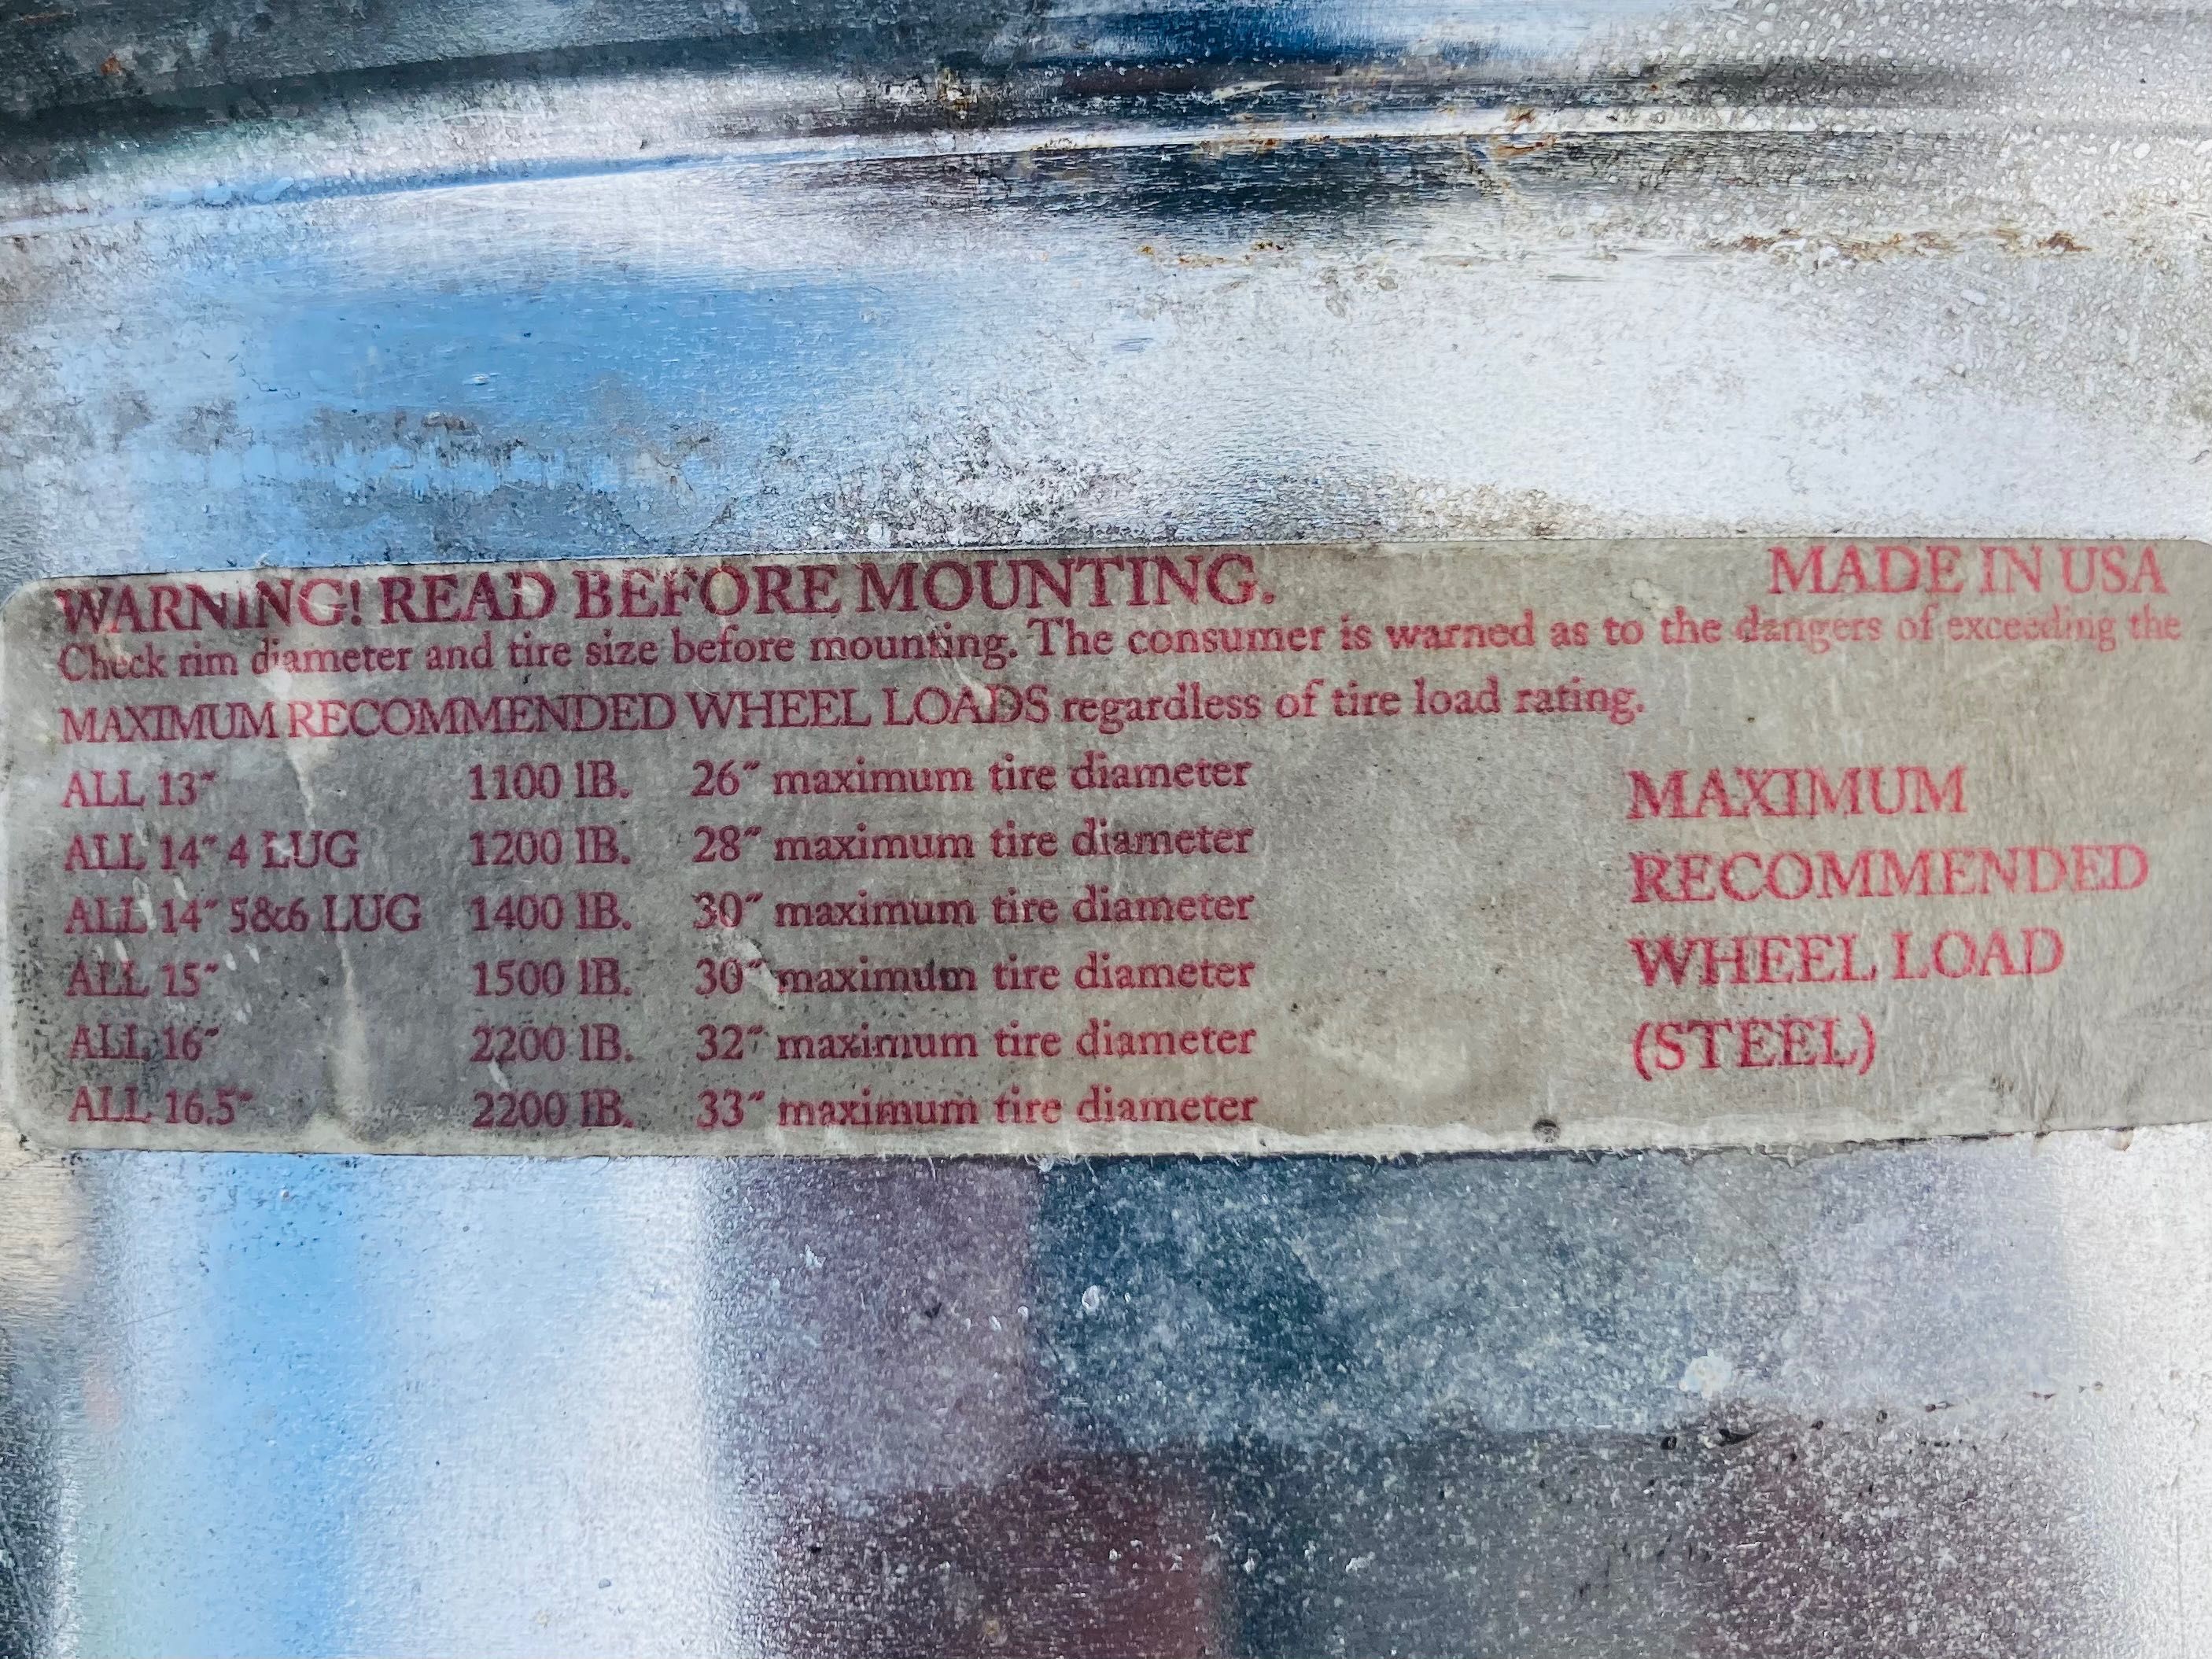 WARNING! READ BEFORE MOUNTING. MADE IN USA
Check rim diameter and tire size before mounting. The consumer is warned as to the dangers of exceeding the
MAXIMUM RECOMMENDED WHEEL LOADS regardless of tire load rating.
ALL 13" 1100 lB. 26" maximum tire diameter
ALL 14" 4 LUG 1200 lB. 28" maximum tire diameter
ALL 14" 5&6 LUG 1400 lB. 30" maximum tire diameter
ALL 15" 1500 lB. 30" maximum tire diameter
ALL 16" 2200 lB. 32" maximum tire diameter
ALL 16.5" 2200 lB. 33" maximum tire diameter
MAXIMUM
RECOMMENDED
WHEEL LOAD
(STEEL)